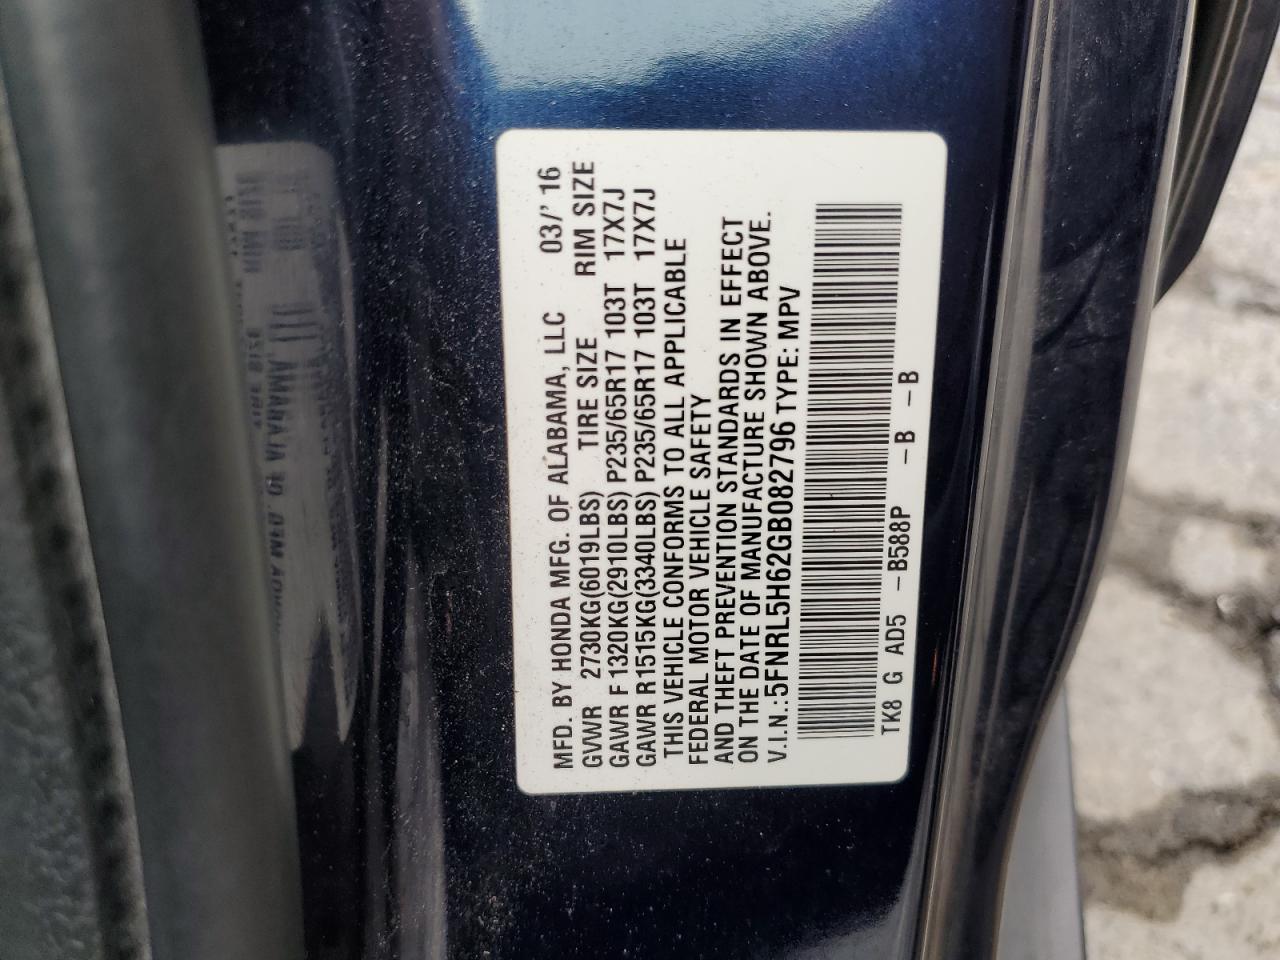 MFD. BY HONDA MFG. OF ALABAMA, LLC 03/'16
GVWR 2730KG(6019LBS) TIRE SIZE RIM SIZE
GAWR F 1320KG(2910LBS) P235/65R17 103T 17X7J
GAWR R 1515KG(3340LBS) P235/65R17 103T 17X7J
THIS VEHICLE CONFORMS TO ALL APPLICABLE
FEDERAL MOTOR VEHICLE SAFETY
AND THEFT PREVENTION STANDARDS IN EFFECT
ON THE DATE OF MANUFACTURE SHOWN ABOVE.
V.I.N.:5FNRL5H62GB082796 TYPE: MPV
TK8 G AD5 -B588P -B -B